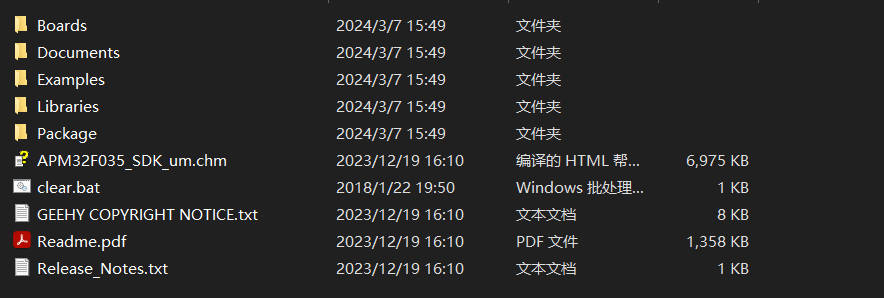 Boards 2024/3/7 15:49 文件夹
Documents 2024/3/7 15:49 文件夹
Examples 2024/3/7 15:49 文件夹
Libraries 2024/3/7 15:49 文件夹
Package 2024/3/7 15:49 文件夹
APM32F035_SDK_um.chm 2023/12/19 16:10 编译的 HTML 帮... 6,975 KB
clear.bat 2018/1/22 19:50 Windows 批处理... 1 KB
GEEHY COPYRIGHT NOTICE.txt 2023/12/19 16:10 文本文档 8 KB
Readme.pdf 2023/12/19 16:10 PDF 文件 1,358 KB
Release_Notes.txt 2023/12/19 16:10 文本文档 1 KB